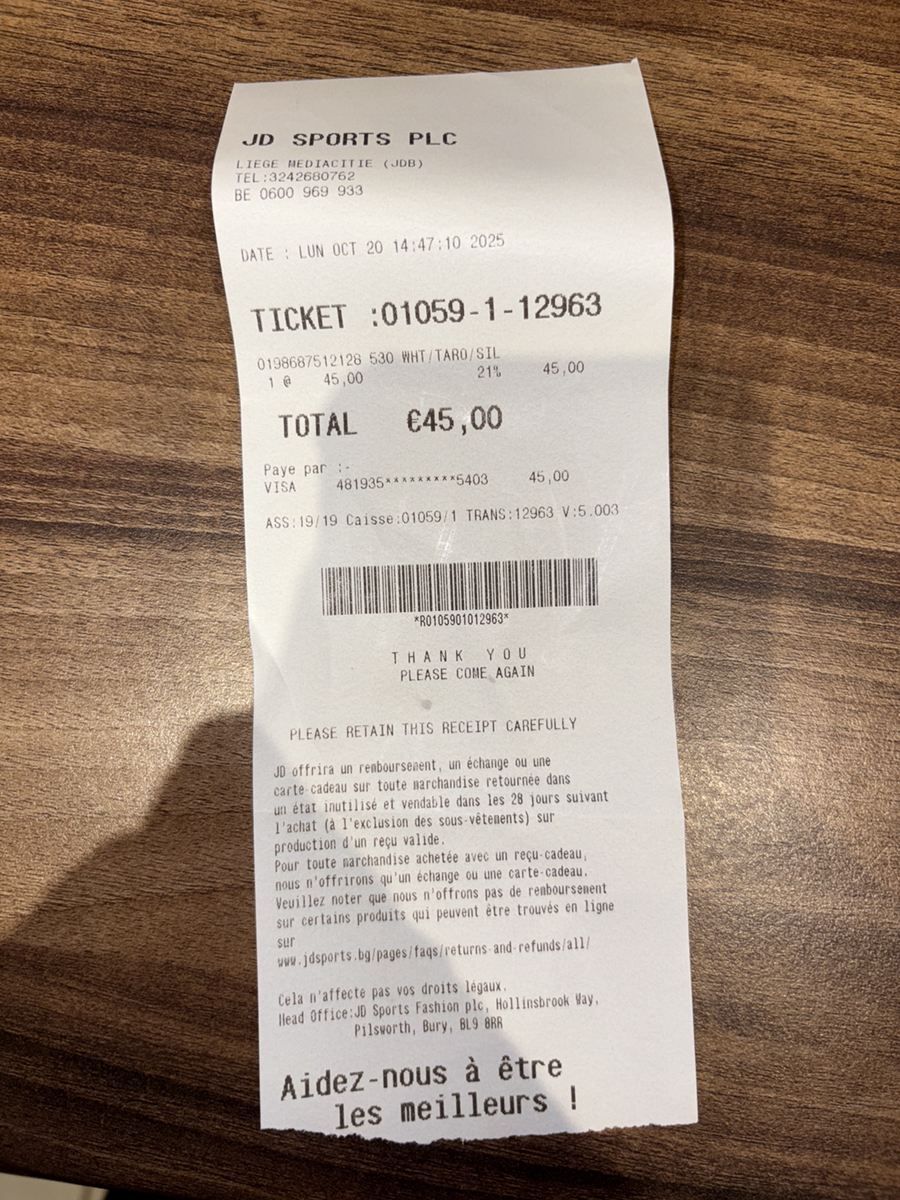 JD SPORTS PLC
LIEGE MEDIACITIE (JDB)
TEL:3242680762
BE 0600 969 933
DATE : LUN OCT 20 14:47:10 2025
TICKET :01059-1-12963
0198687512128 530 WHT/TARO/SIL
1 @ 45,00 21% 45,00
TOTAL €45,00
Paye par :-
VISA 481935*********5403 45,00
ASS:19/19 Caisse:01059/1 TRANS:12963 V:5.003
*R0105901012963*
THANK YOU
PLEASE COME AGAIN
PLEASE RETAIN THIS RECEIPT CAREFULLY
JD offrira un remboursement, un échange ou une
carte-cadeau sur toute marchandise retournée dans
un état inutilisé et vendable dans les 28 jours suivant
l'achat (à l'exclusion des sous-vêtements) sur
production d'un reçu valide.
Pour toute marchandise achetée avec un reçu-cadeau,
nous n'offrirons qu'un échange ou une carte-cadeau.
Veuillez noter que nous n'offrons pas de remboursement
sur certains produits qui peuvent être trouvés en ligne
sur
www.jdsports.bg/pages/faqs/returns-and-refunds/all/
Cela n'affecte pas vos droits légaux.
Head Office:JD Sports Fashion plc, Hollinsbrook Way,
Pilsworth, Bury, BL9 8RR
Aidez-nous à être
les meilleurs !